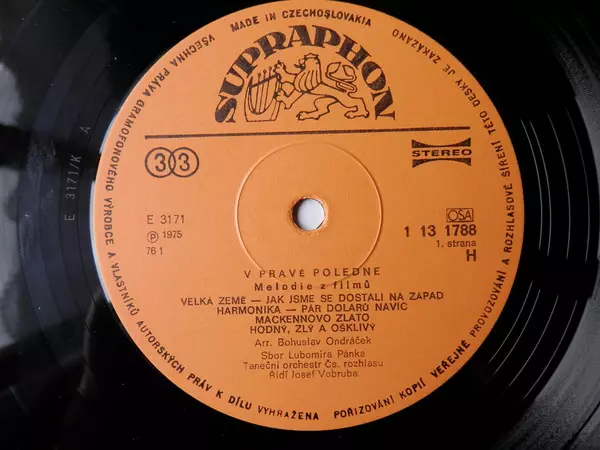 MADE IN CZECHOSLOVAKIA
SUPRAPHON
33
STEREO
E 3171/K A
E 3171
Ⓟ 1975
76 1
OSA
1 13 1788
1. strana
H
V PRAVÉ POLEDNE
Melodie z filmů
VELKÁ ZEMĚ — JAK JSME SE DOSTALI NA ZÁPAD
HARMONIKA — PÁR DOLARŮ NAVÍC
MACKENNOVO ZLATO
HODNÝ, ZLÝ A OŠKLIVÝ
Arr. Bohuslav Ondráček
Sbor Lubomíra Pánka
Taneční orchestr Čs. rozhlasu
Řídí Josef Vobruba
VŠECHNA PRÁVA GRAMOFONOVÉHO VÝROBCE A VLASTNÍKŮ AUTORSKÝCH PRÁV K DÍLU VYHRAŽENA POŘIZOVÁNÍ KOPIÍ VEŘEJNÉ PROVOZOVÁNÍ A ROZHLASOVÉ ŠÍŘENÍ TÉTO DESKY JE ZAKÁZÁNO